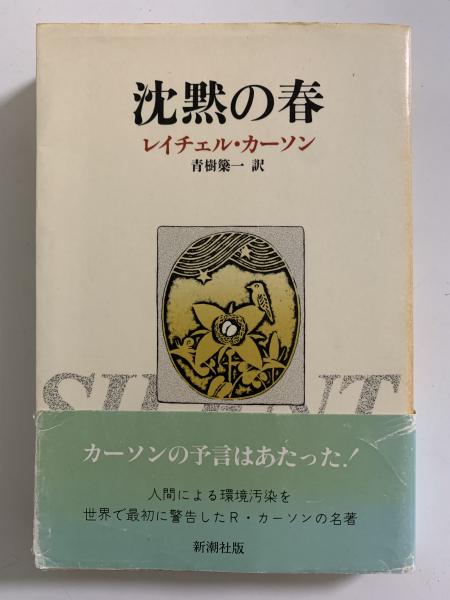 沈黙の春
レイチェル・カーソン
青樹簗一 訳
SILENT
カーソンの予言はあたった!
人間による環境汚染を
世界で最初に警告したR・カーソンの名著
新潮社版